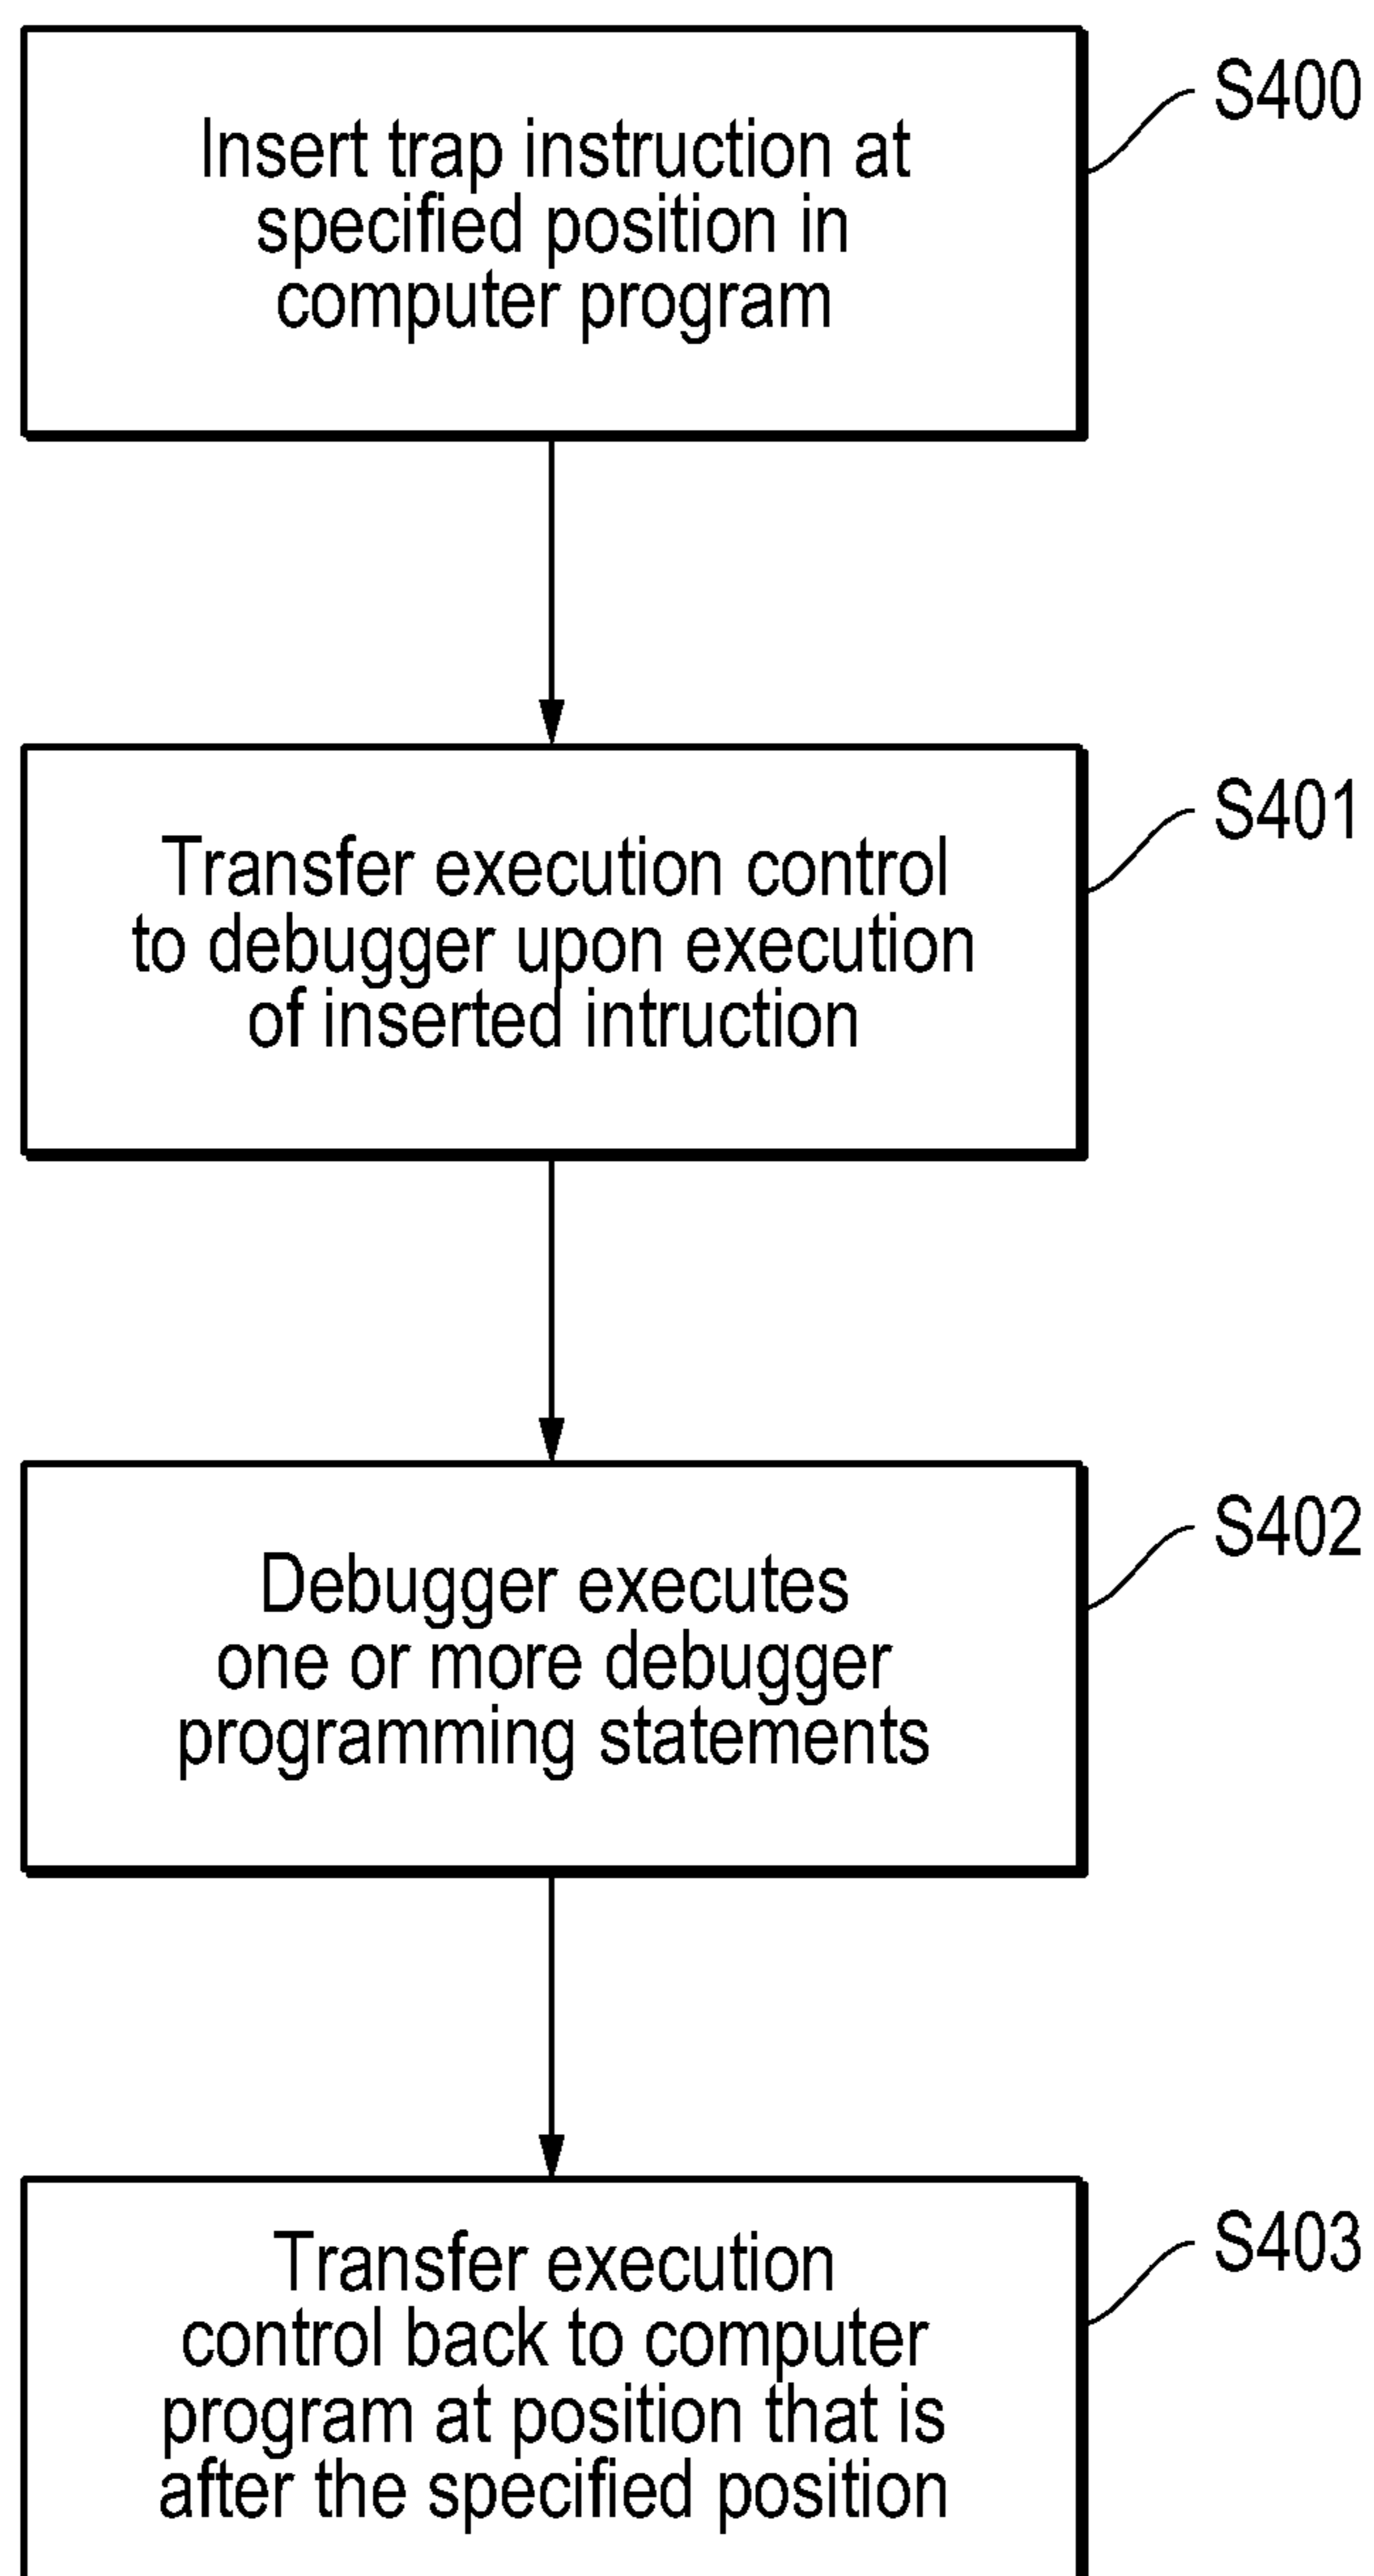 Insert trap instruction at
specified position in
computer program
S400
Transfer execution control
to debugger upon execution
of inserted intruction
S401
Debugger executes
one or more debugger
programming statements
S402
Transfer execution
control back to computer
program at position that is
after the specified position
S403